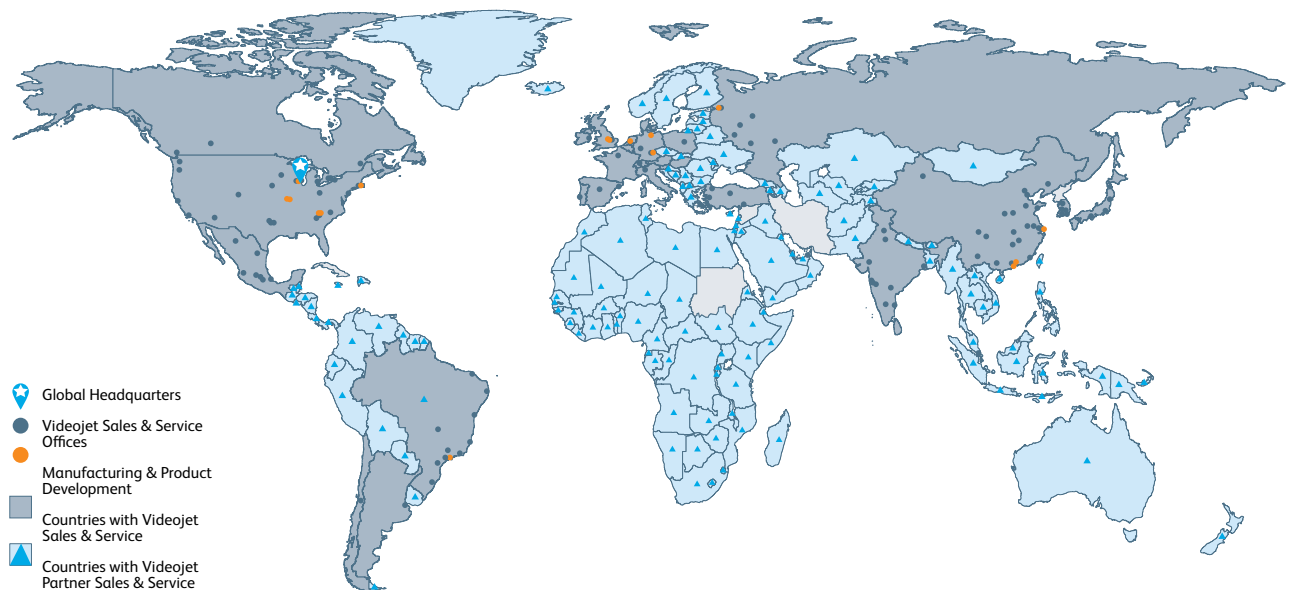 Global Headquarters
Videojet Sales & Service
Offices
Manufacturing & Product
Development
Countries with Videojet
Sales & Service
Countries with Videojet
Partner Sales & Service